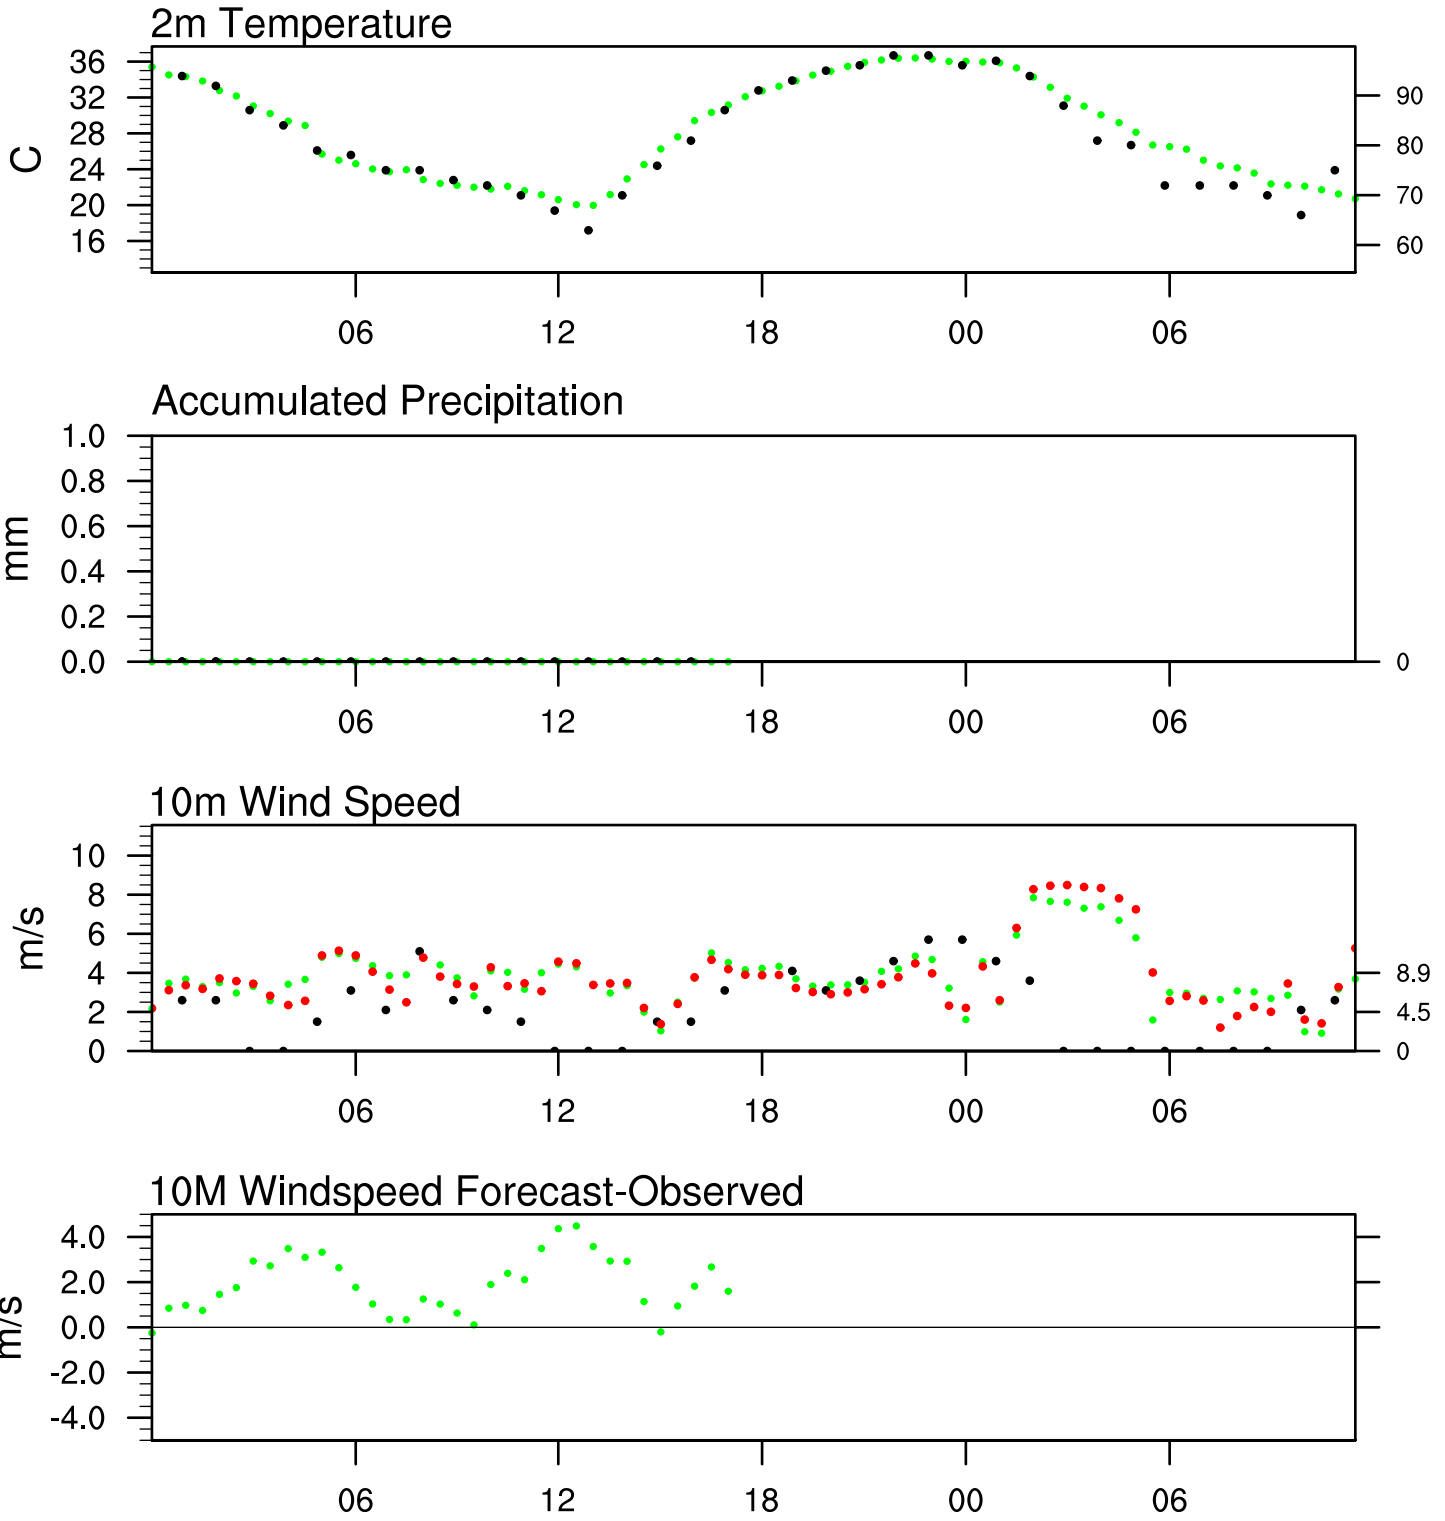 2m Temperature
36
32
28
24
20
16
C
90
80
70
60
06 12 18 00 06
Accumulated Precipitation
1.0
0.8
0.6
0.4
0.2
0.0
mm
0
06 12 18 00 06
10m Wind Speed
10
8
6
4
2
0
m/s
8.9
4.5
0
06 12 18 00 06
10M Windspeed Forecast-Observed
4.0
2.0
0.0
-2.0
-4.0
m/s
06 12 18 00 06